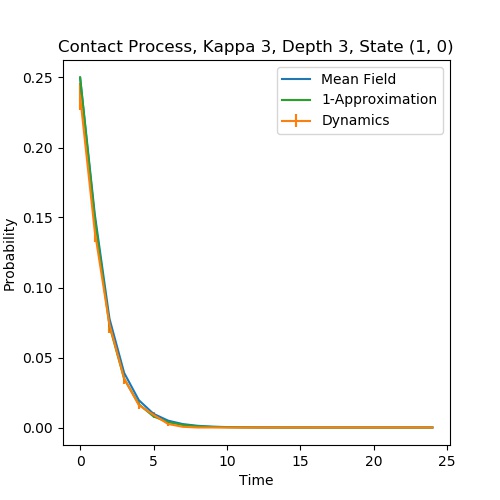 Contact Process, Kappa 3, Depth 3, State (1, 0)
Mean Field
1-Approximation
Dynamics
0.25
0.20
0.15
0.10
0.05
0.00
Probability
0
5
10
15
20
25
Time